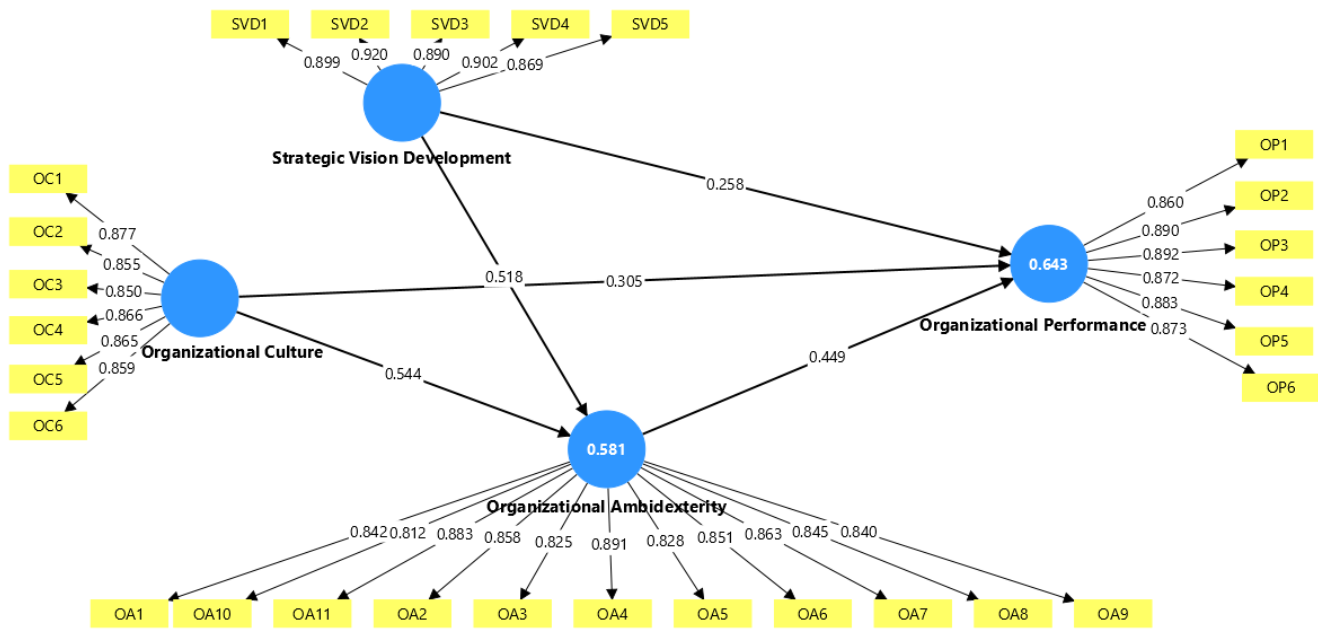 SVD1 SVD2 SVD3 SVD4 SVD5
0.899 0.920 0.890 0.902 0.869
Strategic Vision Development
OC1
OC2
OC3
OC4
OC5
OC6
0.877
0.855
0.850
0.866
0.865
0.859
Organizational Culture
0.258
0.518
0.305
0.544
0.449
0.643
Organizational Performance
0.860
0.890
0.892
0.872
0.883
0.873
OP1
OP2
OP3
OP4
OP5
OP6
0.581
Organizational Ambidexterity
0.842 0.812 0.883 0.858 0.825 0.891 0.828 0.851 0.863 0.845 0.840
OA1 OA10 OA11 OA2 OA3 OA4 OA5 OA6 OA7 OA8 OA9